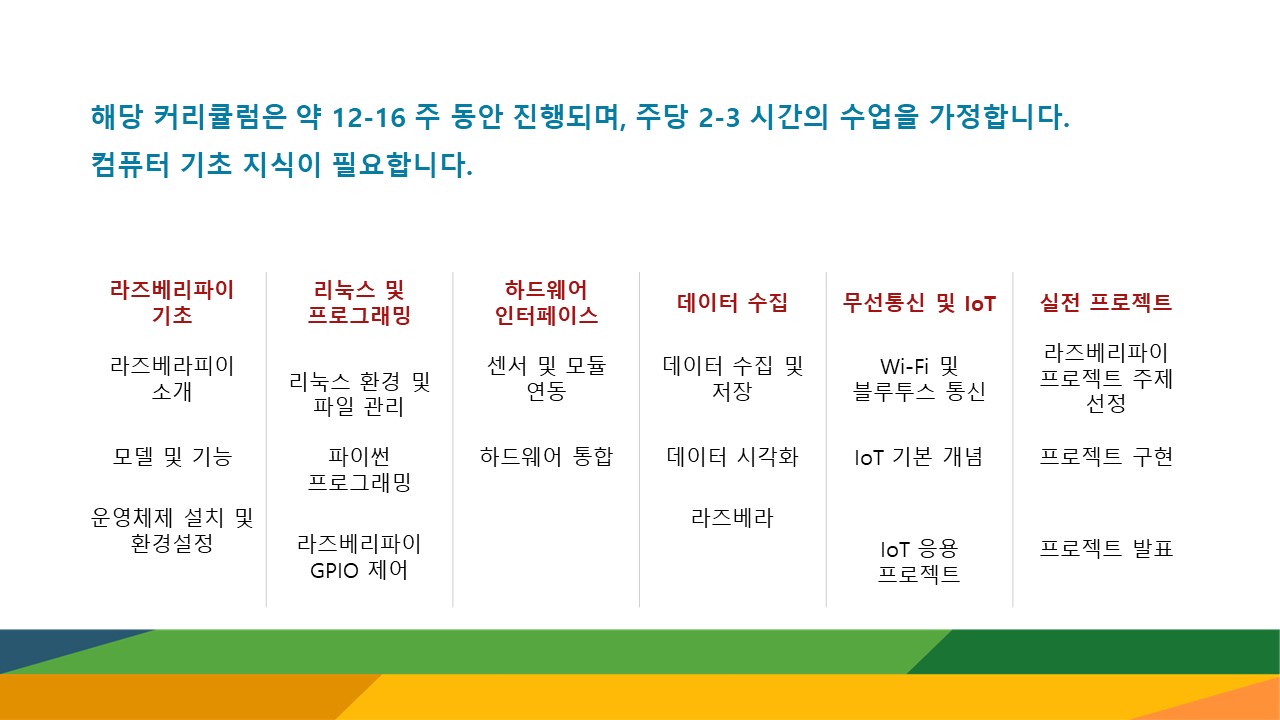 해당 커리큘럼은 약 12-16 주 동안 진행되며, 주당 2-3 시간의 수업을 가정합니다.
컴퓨터 기초 지식이 필요합니다.
라즈베리파이
기초
라즈베라피이
소개
모델 및 기능
운영체제 설치 및
환경설정
리눅스 및
프로그래밍
리눅스 환경 및
파일 관리
파이썬
프로그래밍
라즈베리파이
GPIO 제어
하드웨어
인터페이스
센서 및 모듈
연동
하드웨어 통합
데이터 수집
데이터 수집 및
저장
데이터 시각화
라즈베라
무선통신 및 IoT
Wi-Fi 및
블루투스 통신
IoT 기본 개념
IoT 응용
프로젝트
실전 프로젝트
라즈베리파이
프로젝트 주제
선정
프로젝트 구현
프로젝트 발표